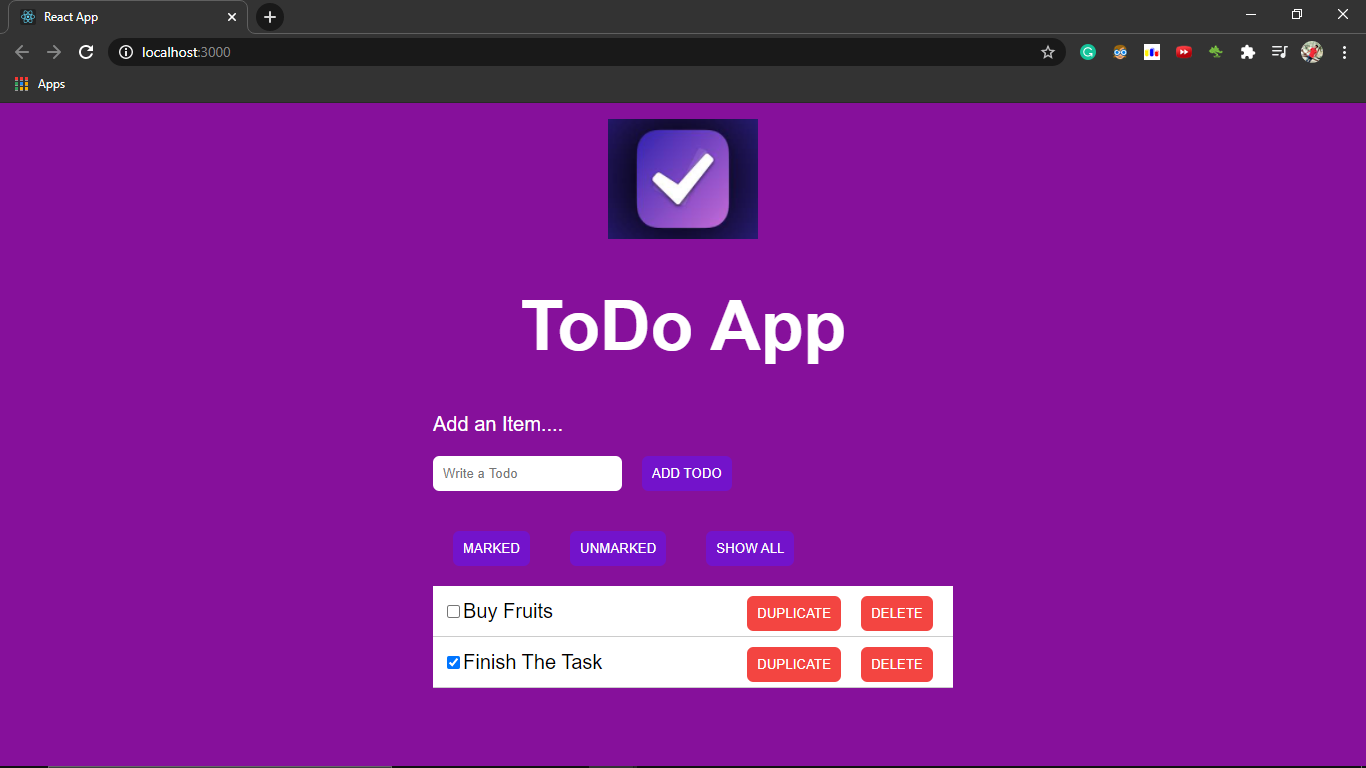 React App
localhost:3000
Apps
ToDo App
Add an Item....
Write a Todo ADD TODO
MARKED UNMARKED SHOW ALL
Buy Fruits DUPLICATE DELETE
Finish The Task DUPLICATE DELETE